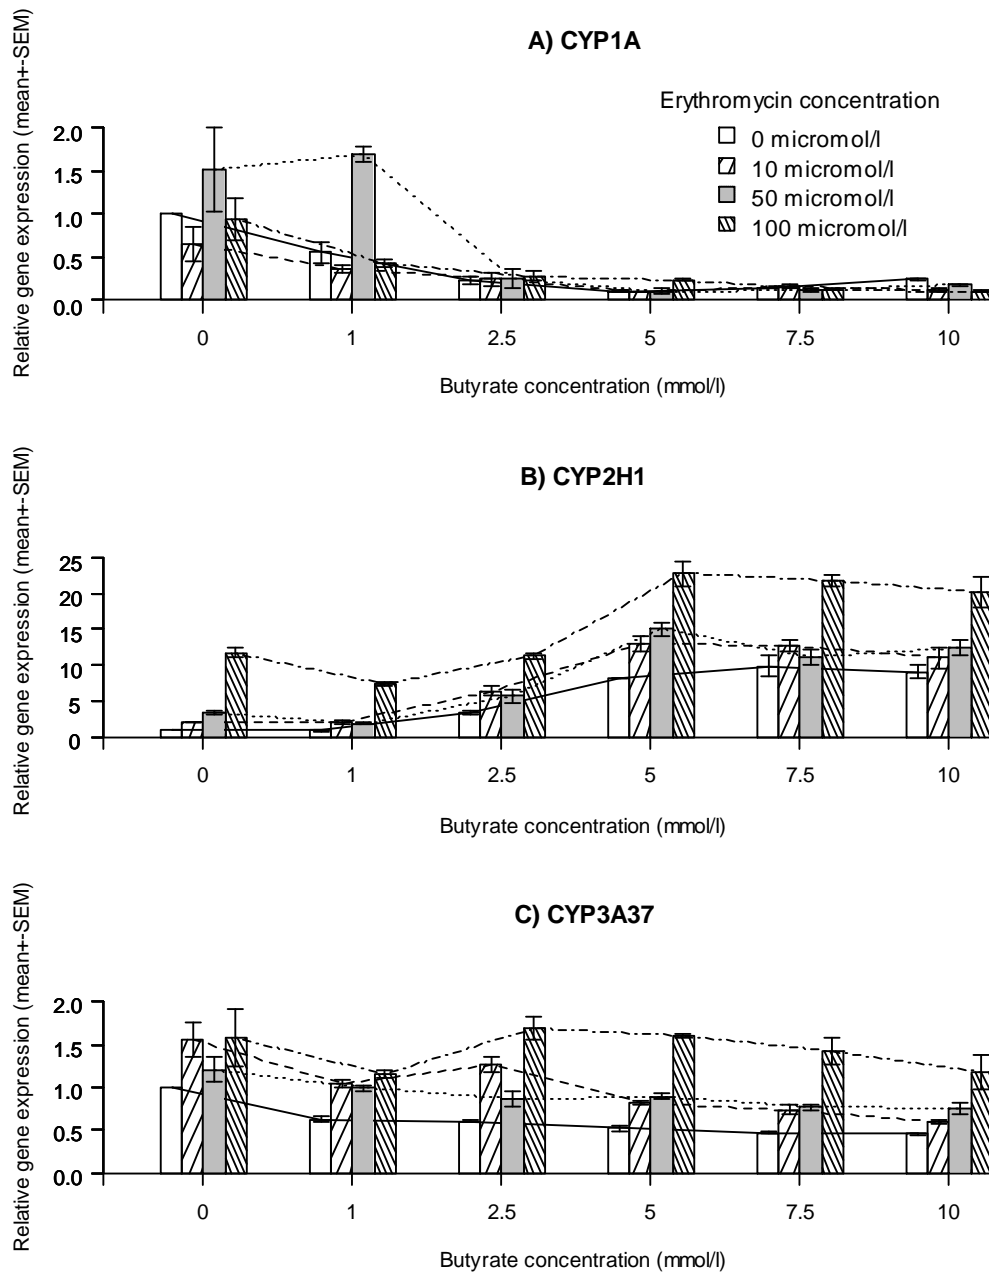 A) CYP1A
Relative gene expression (mean+-SEM)
Erythromycin concentration
0 micromol/l
10 micromol/l
50 micromol/l
100 micromol/l
2.0
1.5
1.0
0.5
0.0
0 1 2.5 5 7.5 10
Butyrate concentration (mmol/l)
B) CYP2H1
Relative gene expression (mean+-SEM)
25
20
15
10
5
0
0 1 2.5 5 7.5 10
Butyrate concentration (mmol/l)
C) CYP3A37
Relative gene expression (mean+-SEM)
2.0
1.5
1.0
0.5
0.0
0 1 2.5 5 7.5 10
Butyrate concentration (mmol/l)